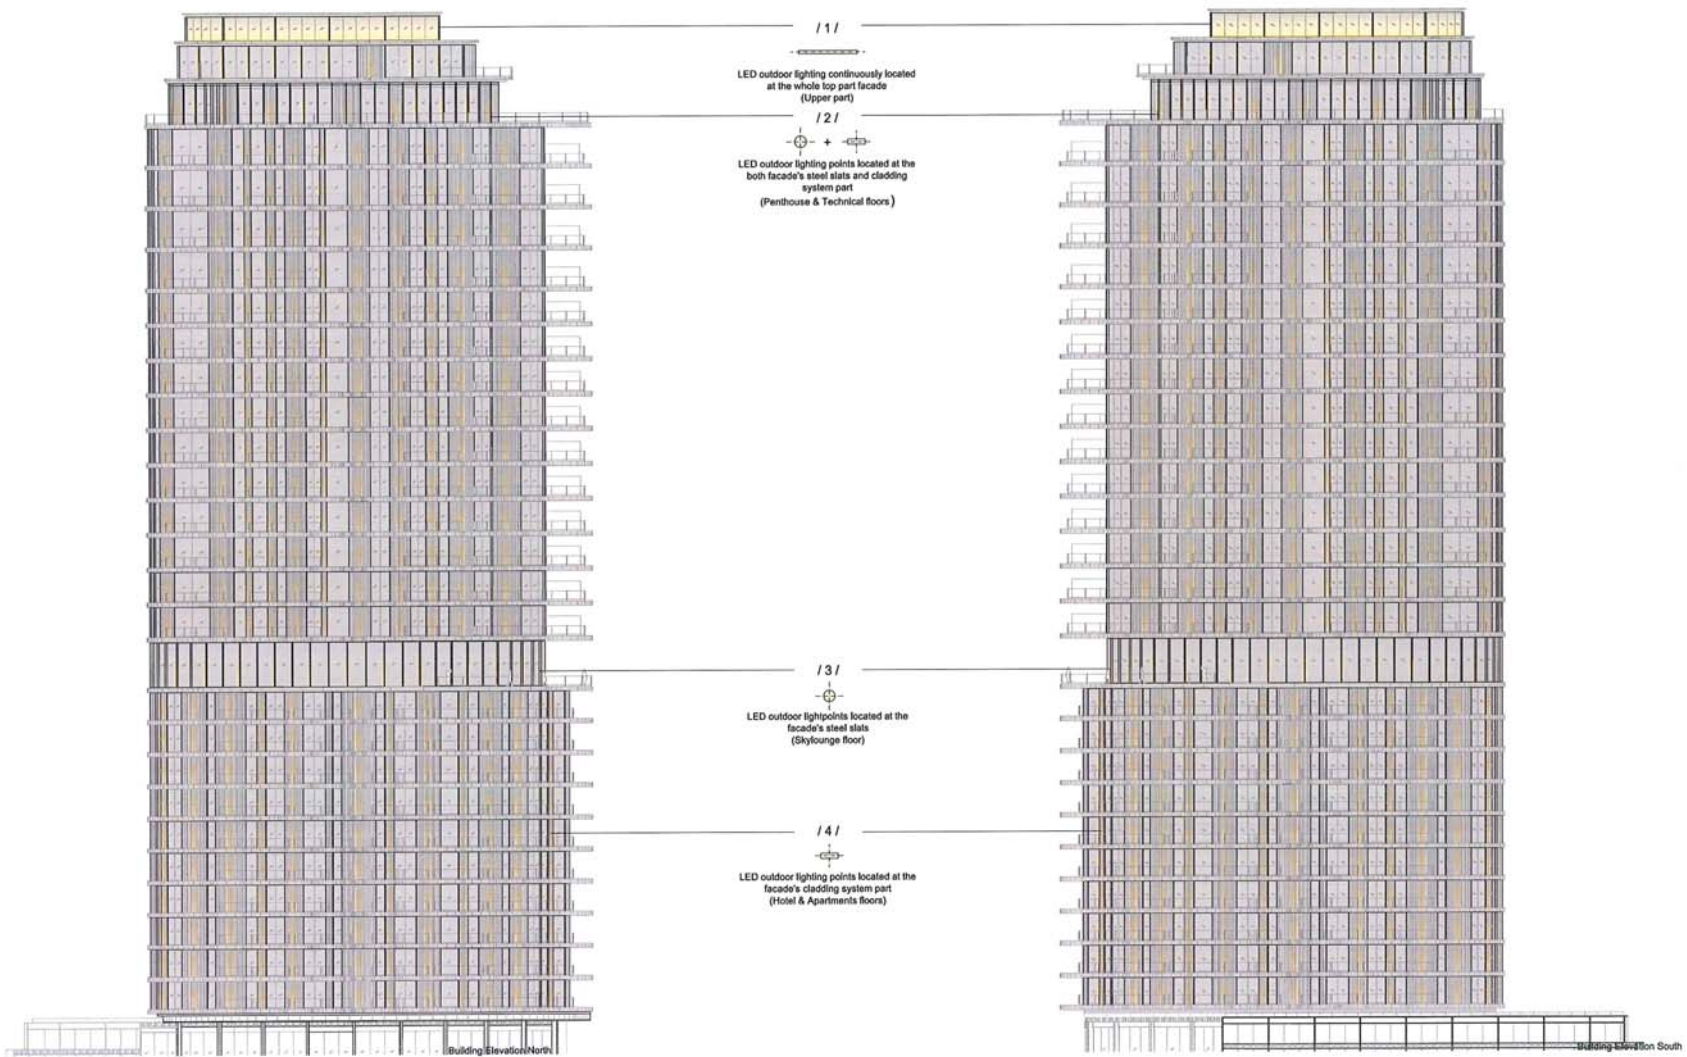 / 1 /
LED outdoor lighting continuously located
at the whole top part facade
(Upper part)
/ 2 /
+
LED outdoor lighting points located at the
both facade's steel slats and cladding
system part
(Penthouse & Technical floors)
/ 3 /
LED outdoor lightpoints located at the
facade's steel slats
(Skylounge floor)
/ 4 /
LED outdoor lighting points located at the
facade's cladding system part
(Hotel & Apartments floors)
Building Elevation North
Building Elevation South